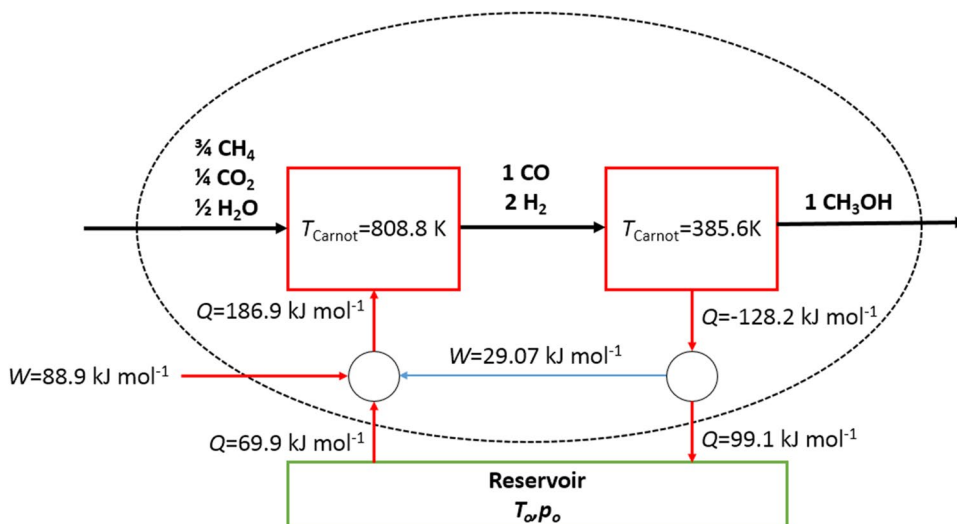 ¾ CH₄
¼ CO₂
½ H₂O
1 CO
2 H₂
1 CH₃OH
T_Carnot=808.8 K
T_Carnot=385.6K
Q=186.9 kJ mol⁻¹
Q=-128.2 kJ mol⁻¹
W=29.07 kJ mol⁻¹
W=88.9 kJ mol⁻¹
Q=69.9 kJ mol⁻¹
Q=99.1 kJ mol⁻¹
Reservoir
Tₒ,pₒ